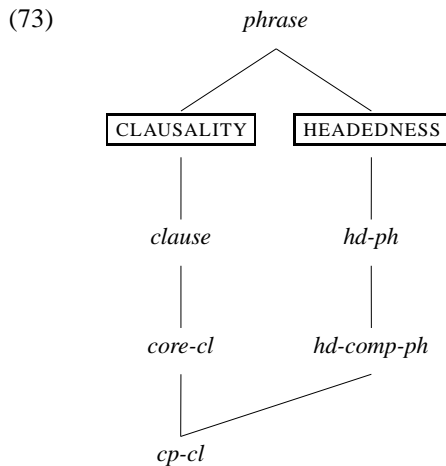 (73) phrase
CLAUSALITY HEADEDNESS
clause hd-ph
core-cl hd-comp-ph
cp-cl